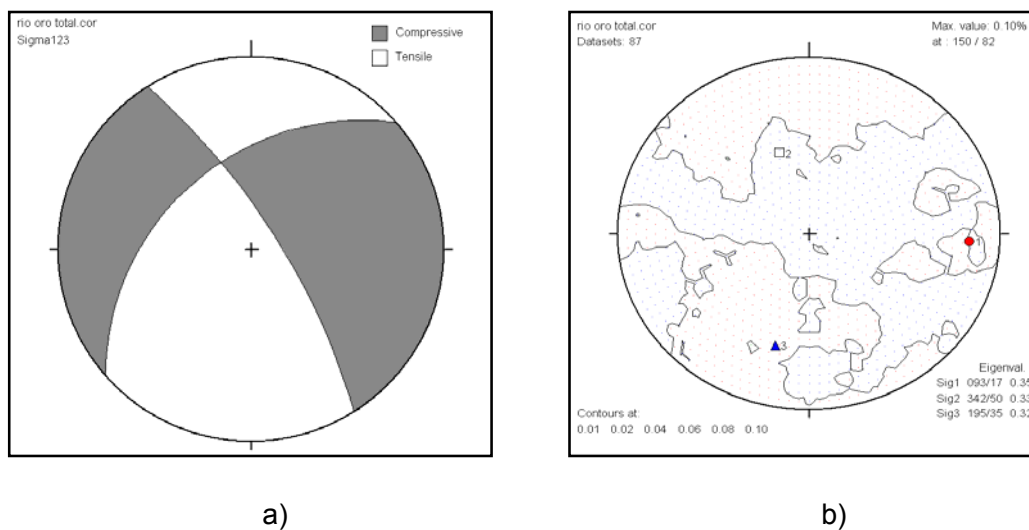 rio oro total.cor
Sigma123
Compressive
Tensile
rio oro total.cor
Datasets: 87
Max. value: 0.10%
at : 150 / 82
2
1
3
Eigenval.
Sig1 093/17 0.35
Sig2 342/50 0.33
Sig3 195/35 0.32
Contours at:
0.01 0.02 0.04 0.06 0.08 0.10
a)
b)